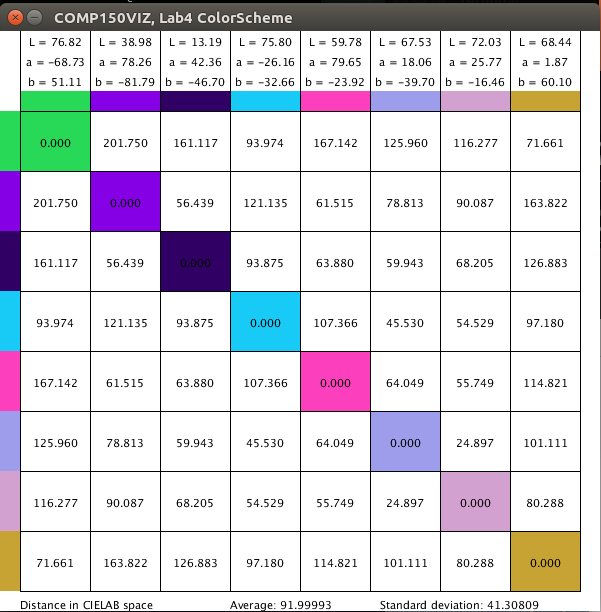 COMP150VIZ, Lab4 ColorScheme
L = 76.82 L = 38.98 L = 13.19 L = 75.80 L = 59.78 L = 67.53 L = 72.03 L = 68.44
a = -68.73 a = 78.26 a = 42.36 a = -26.16 a = 79.65 a = 18.06 a = 25.77 a = 1.87
b = 51.11 b = -81.79 b = -46.70 b = -32.66 b = -23.92 b = -39.70 b = -16.46 b = 60.10
0.000 201.750 161.117 93.974 167.142 125.960 116.277 71.661
201.750 0.000 56.439 121.135 61.515 78.813 90.087 163.822
161.117 56.439 0.000 93.875 63.880 59.943 68.205 126.883
93.974 121.135 93.875 0.000 107.366 45.530 54.529 97.180
167.142 61.515 63.880 107.366 0.000 64.049 55.749 114.821
125.960 78.813 59.943 45.530 64.049 0.000 24.897 101.111
116.277 90.087 68.205 54.529 55.749 24.897 0.000 80.288
71.661 163.822 126.883 97.180 114.821 101.111 80.288 0.000
Distance in CIELAB space Average: 91.99993 Standard deviation: 41.30809